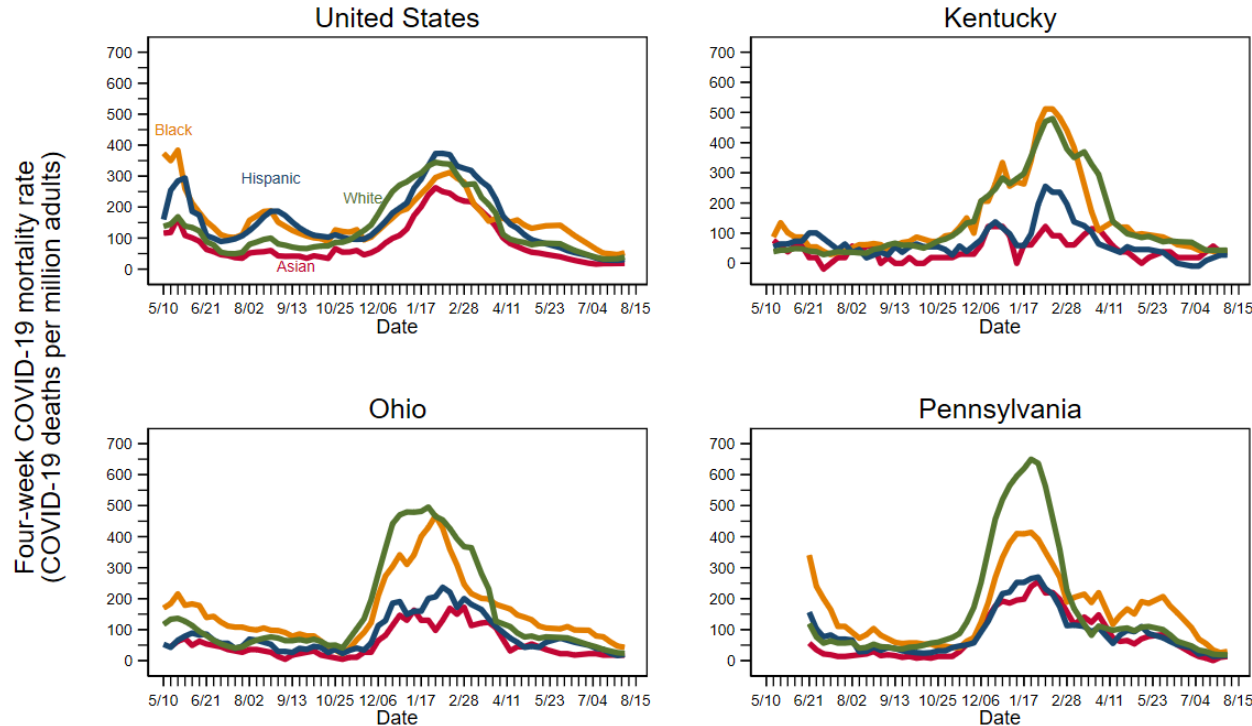 United States
Kentucky
Four-week COVID-19 mortality rate
(COVID-19 deaths per million adults)
700
600
500
400
300
200
100
0
Black
Hispanic
White
Asian
5/10 6/21 8/02 9/13 10/25 12/06 1/17 2/28 4/11 5/23 7/04 8/15
Date
700
600
500
400
300
200
100
0
5/10 6/21 8/02 9/13 10/25 12/06 1/17 2/28 4/11 5/23 7/04 8/15
Date
Ohio
Pennsylvania
700
600
500
400
300
200
100
0
5/10 6/21 8/02 9/13 10/25 12/06 1/17 2/28 4/11 5/23 7/04 8/15
Date
700
600
500
400
300
200
100
0
5/10 6/21 8/02 9/13 10/25 12/06 1/17 2/28 4/11 5/23 7/04 8/15
Date